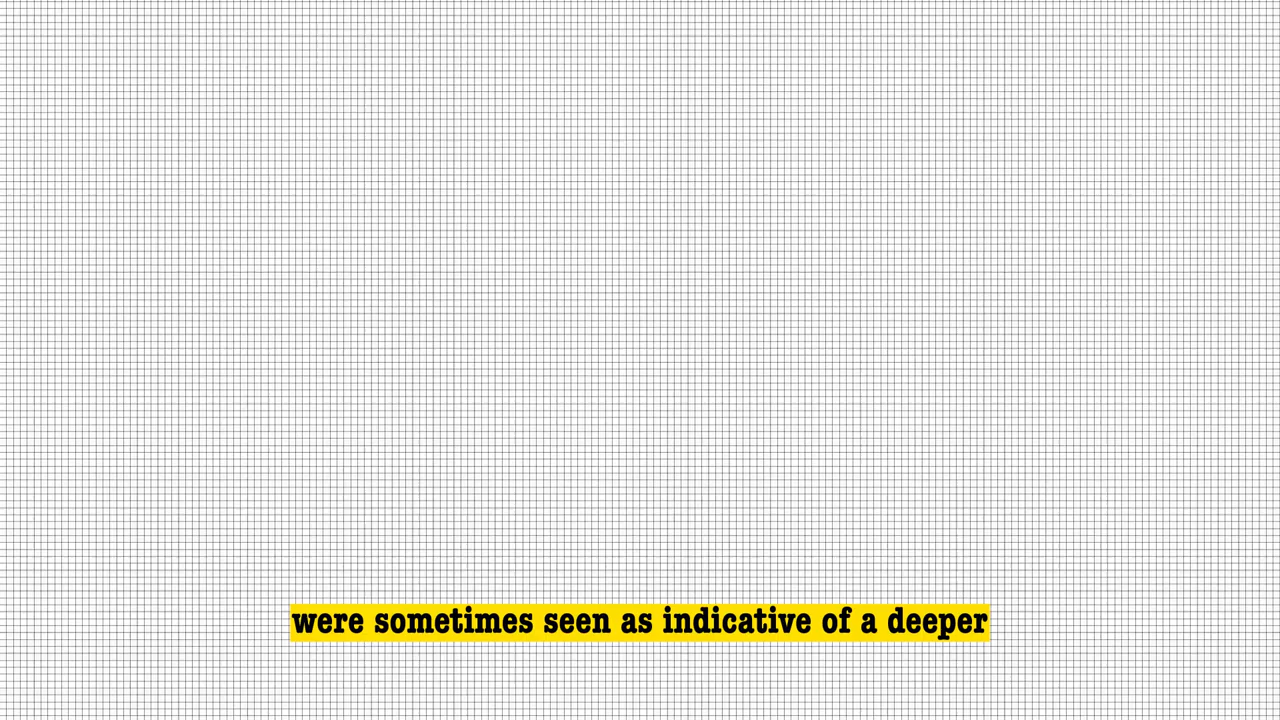 were sometimes seen as indicative of a deeper